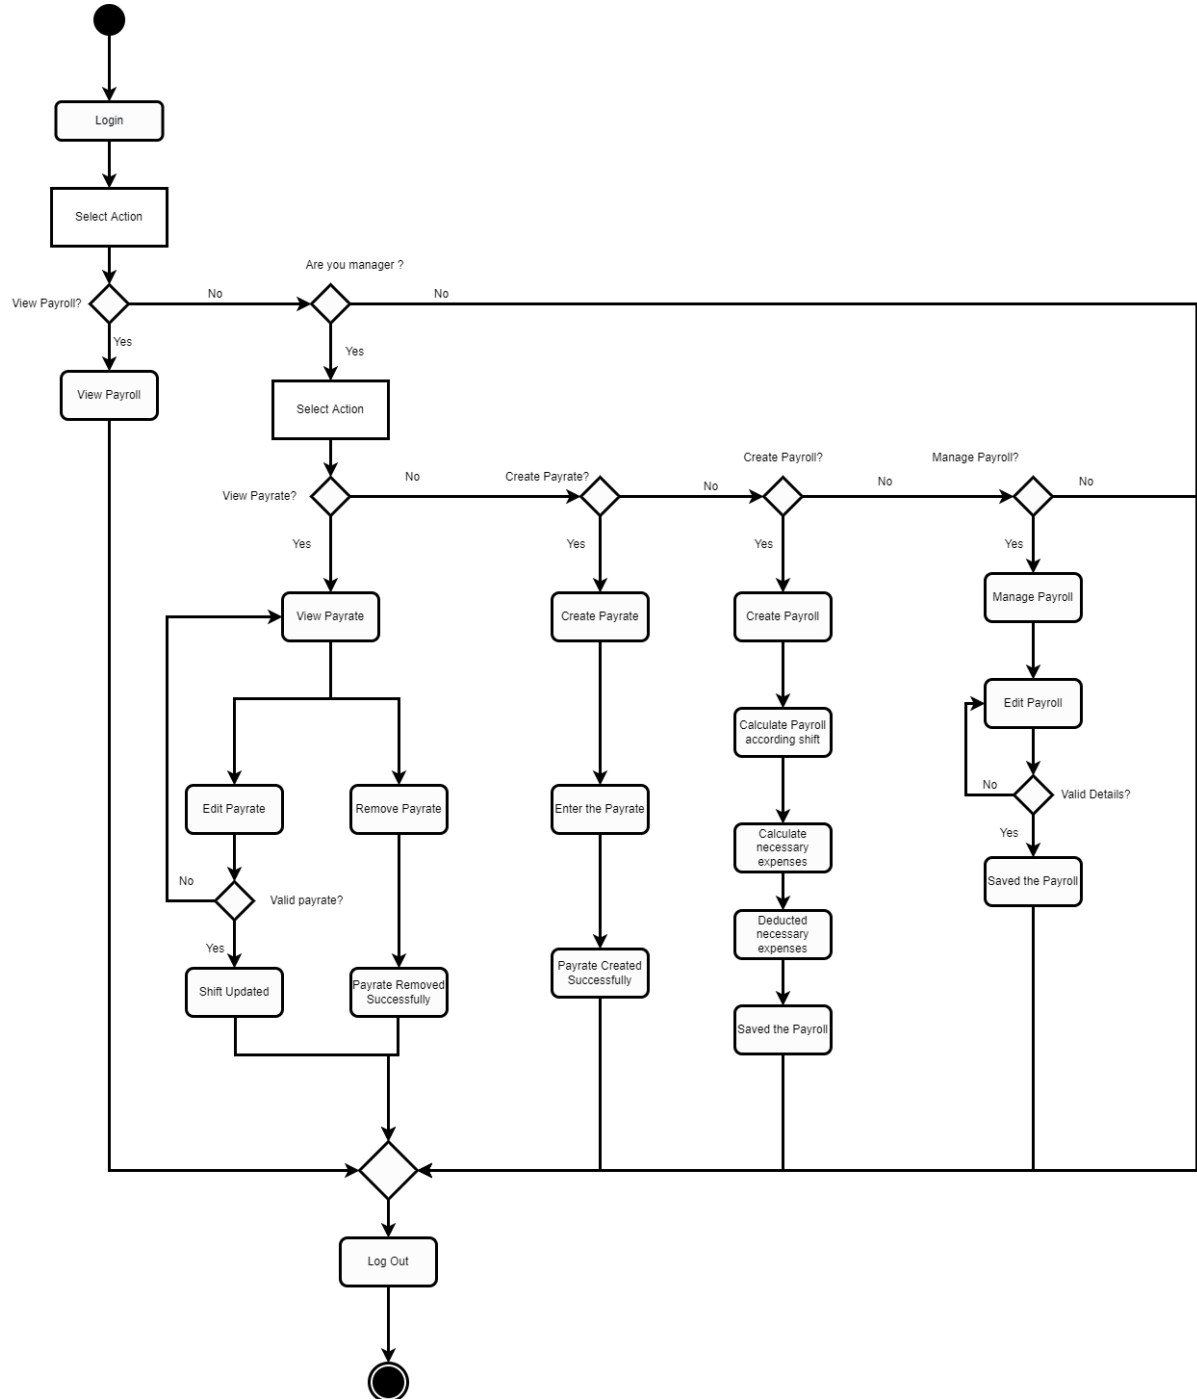 Login
Select Action
Are you manager ?
View Payroll?
No
No
Yes
Yes
View Payroll
Select Action
Create Payroll?
Manage Payroll?
No
Create Payrate?
No
No
No
View Payrate?
Yes
Yes
Yes
Yes
View Payrate
Create Payrate
Create Payroll
Manage Payroll
Edit Payroll
Calculate Payroll
according shift
No
Valid Details?
Edit Payrate
Remove Payrate
Enter the Payrate
Yes
Calculate
necessary
expenses
No
Saved the Payroll
Valid payrate?
Deducted
necessary
expenses
Yes
Shift Updated
Payrate Removed
Successfully
Payrate Created
Successfully
Saved the Payroll
Log Out